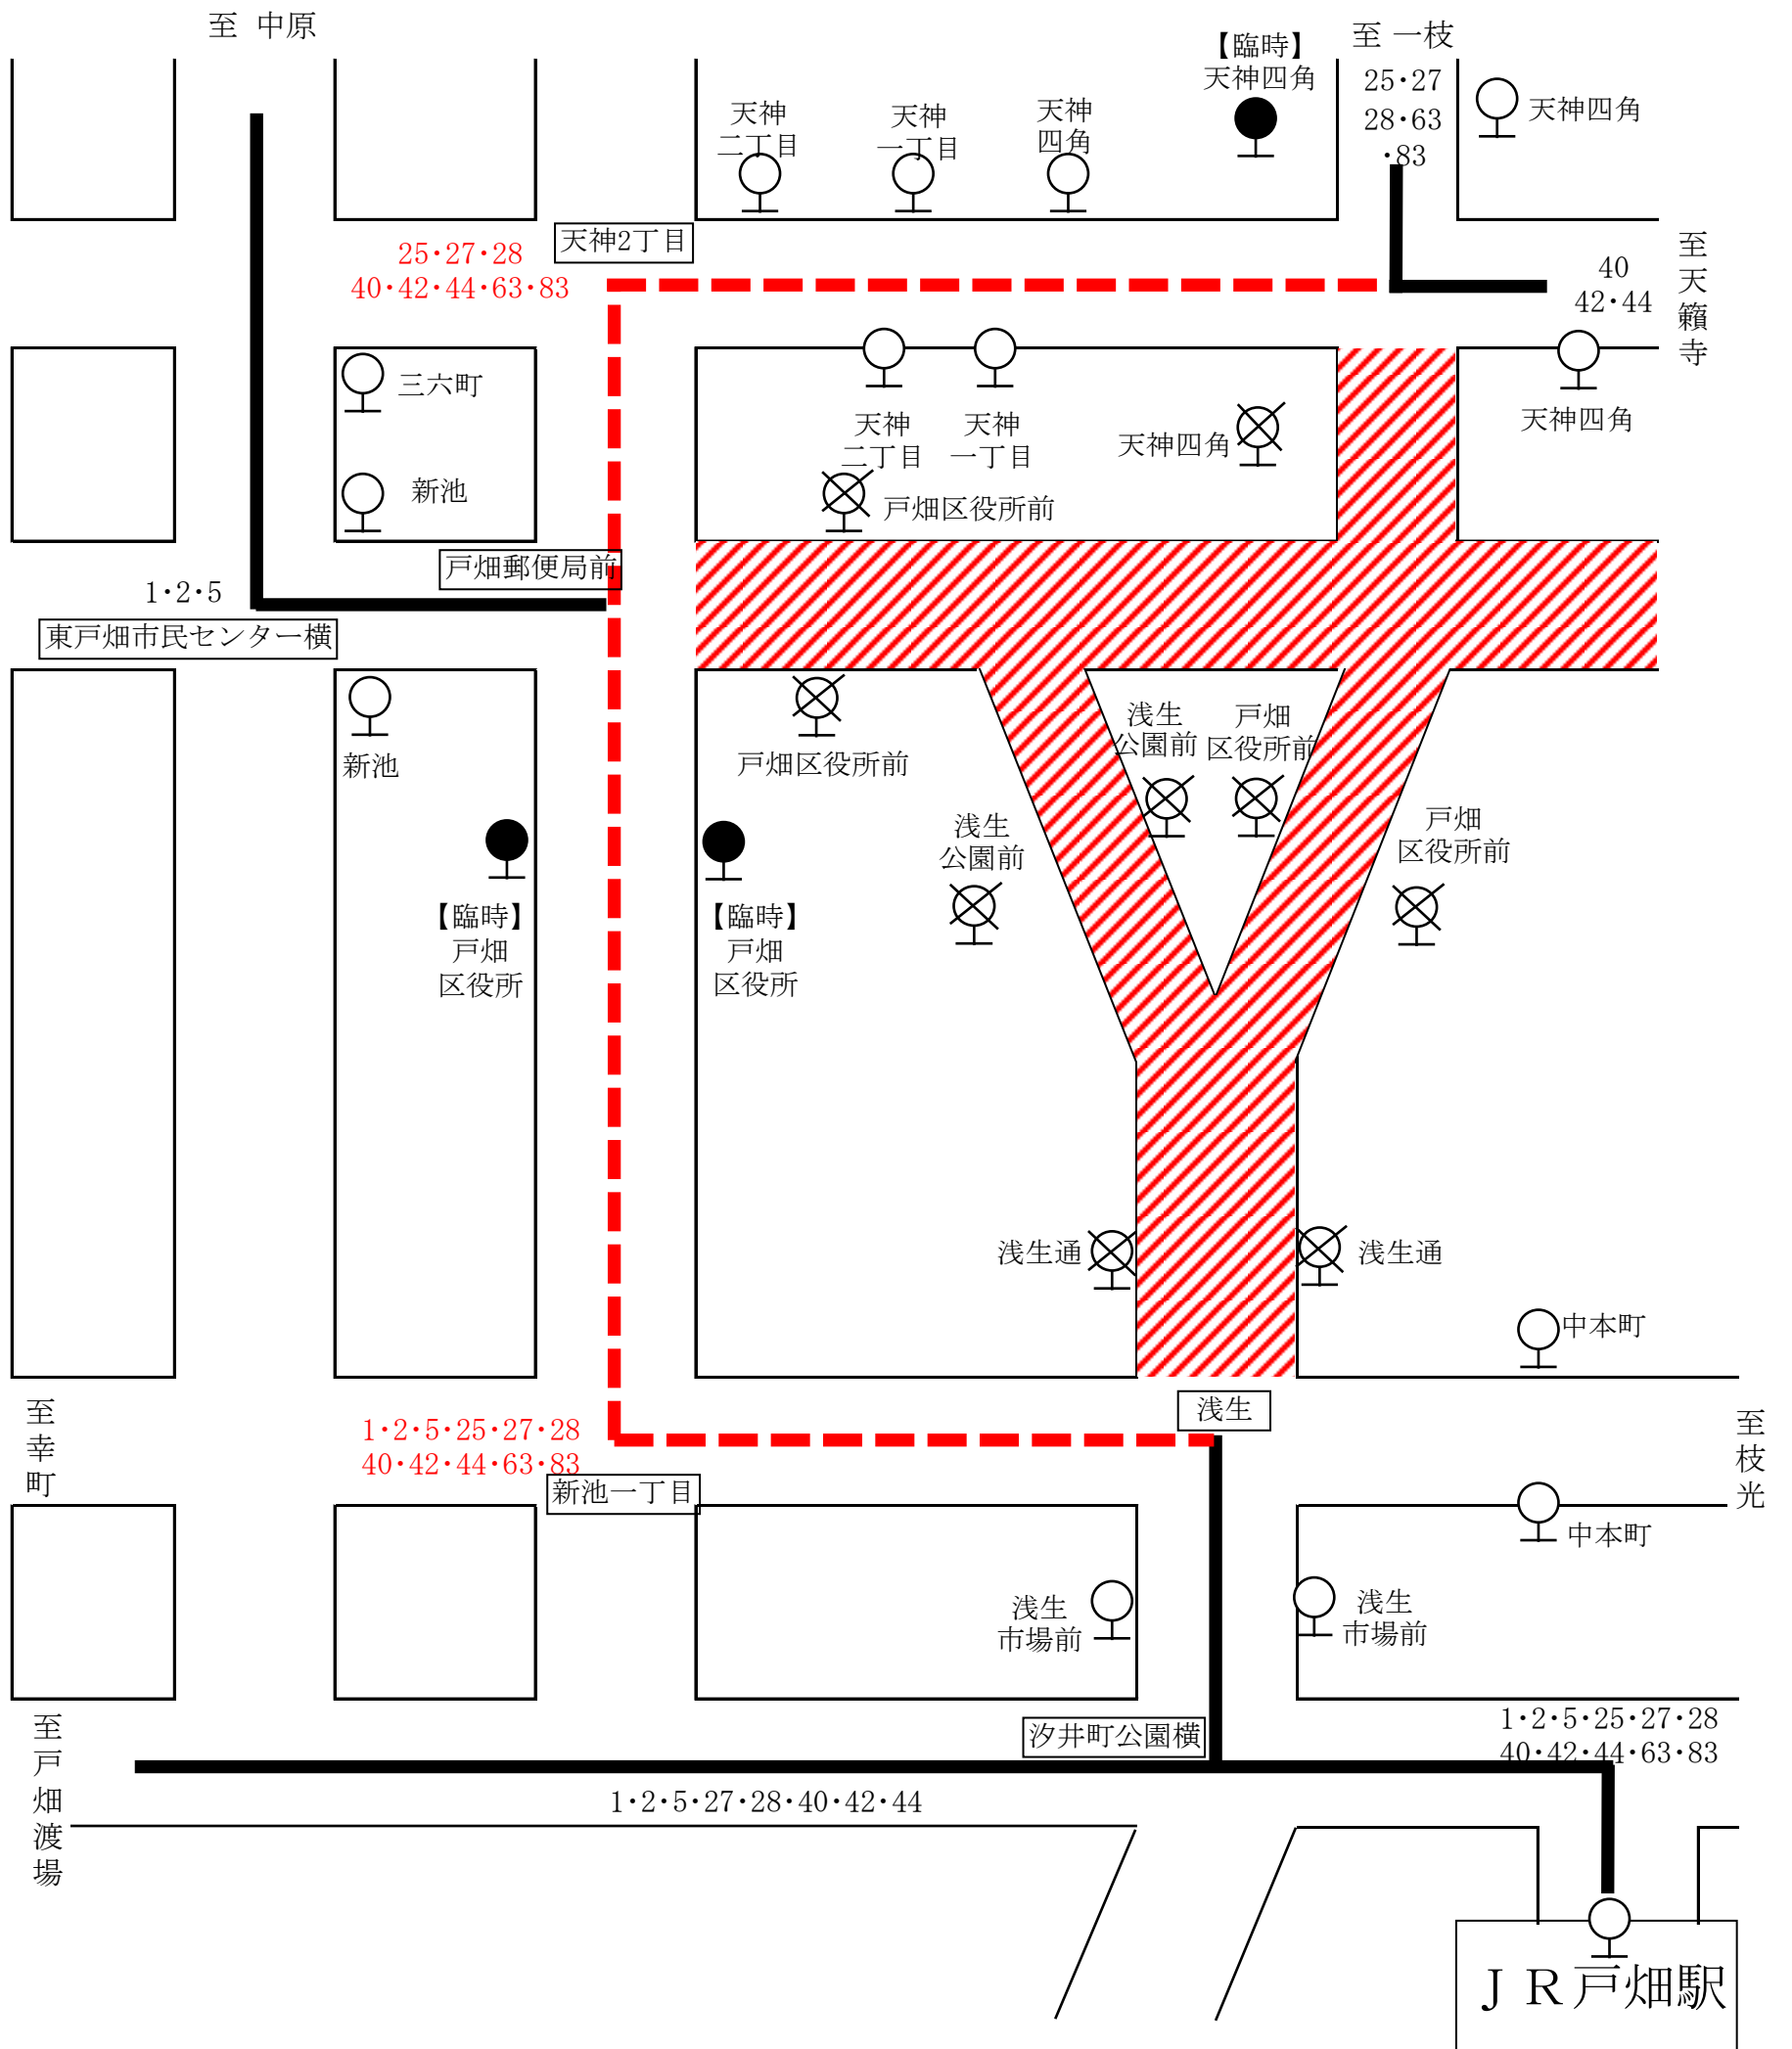 至 中原
【臨時】
天神四角
至 一枝
25・27
28・63
・83
天神四角
天神
二丁目
天神
一丁目
天神
四角
25・27・28
40・42・44・63・83
天神2丁目
40
42・44
至天籟寺
三六町
新池
天神
二丁目
天神
一丁目
天神四角
天神四角
戸畑区役所前
戸畑郵便局前
1・2・5
東戸畑市民センター横
新池
戸畑区役所前
浅生
公園前
戸畑
区役所前
浅生
公園前
戸畑
区役所前
【臨時】
戸畑
区役所
【臨時】
戸畑
区役所
浅生通
浅生通
中本町
至幸町
1・2・5・25・27・28
40・42・44・63・83
新池一丁目
浅生
至枝光
中本町
浅生
市場前
浅生
市場前
至戸畑渡場
汐井町公園横
1・2・5・25・27・28
40・42・44・63・83
1・2・5・27・28・40・42・44
JR戸畑駅